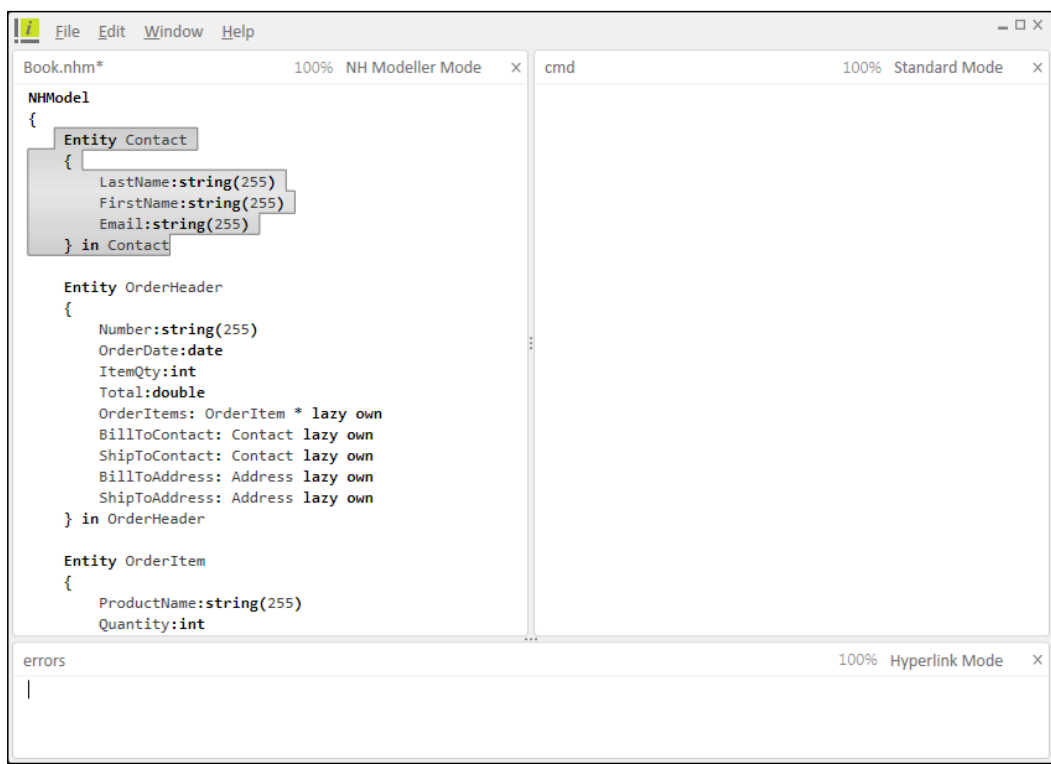 i File Edit Window Help
Book.nhm* 100% NH Modeller Mode
NHModel
{
Entity Contact
{
LastName:string(255)
FirstName:string(255)
Email:string(255)
} in Contact
Entity OrderHeader
{
Number:string(255)
OrderDate:date
ItemQty:int
Total:double
OrderItems: OrderItem * lazy own
BillToContact: Contact lazy own
ShipToContact: Contact lazy own
BillToAddress: Address lazy own
ShipToAddress: Address lazy own
} in OrderHeader
Entity OrderItem
{
ProductName:string(255)
Quantity:int
cmd 100% Standard Mode
errors 100% Hyperlink Mode